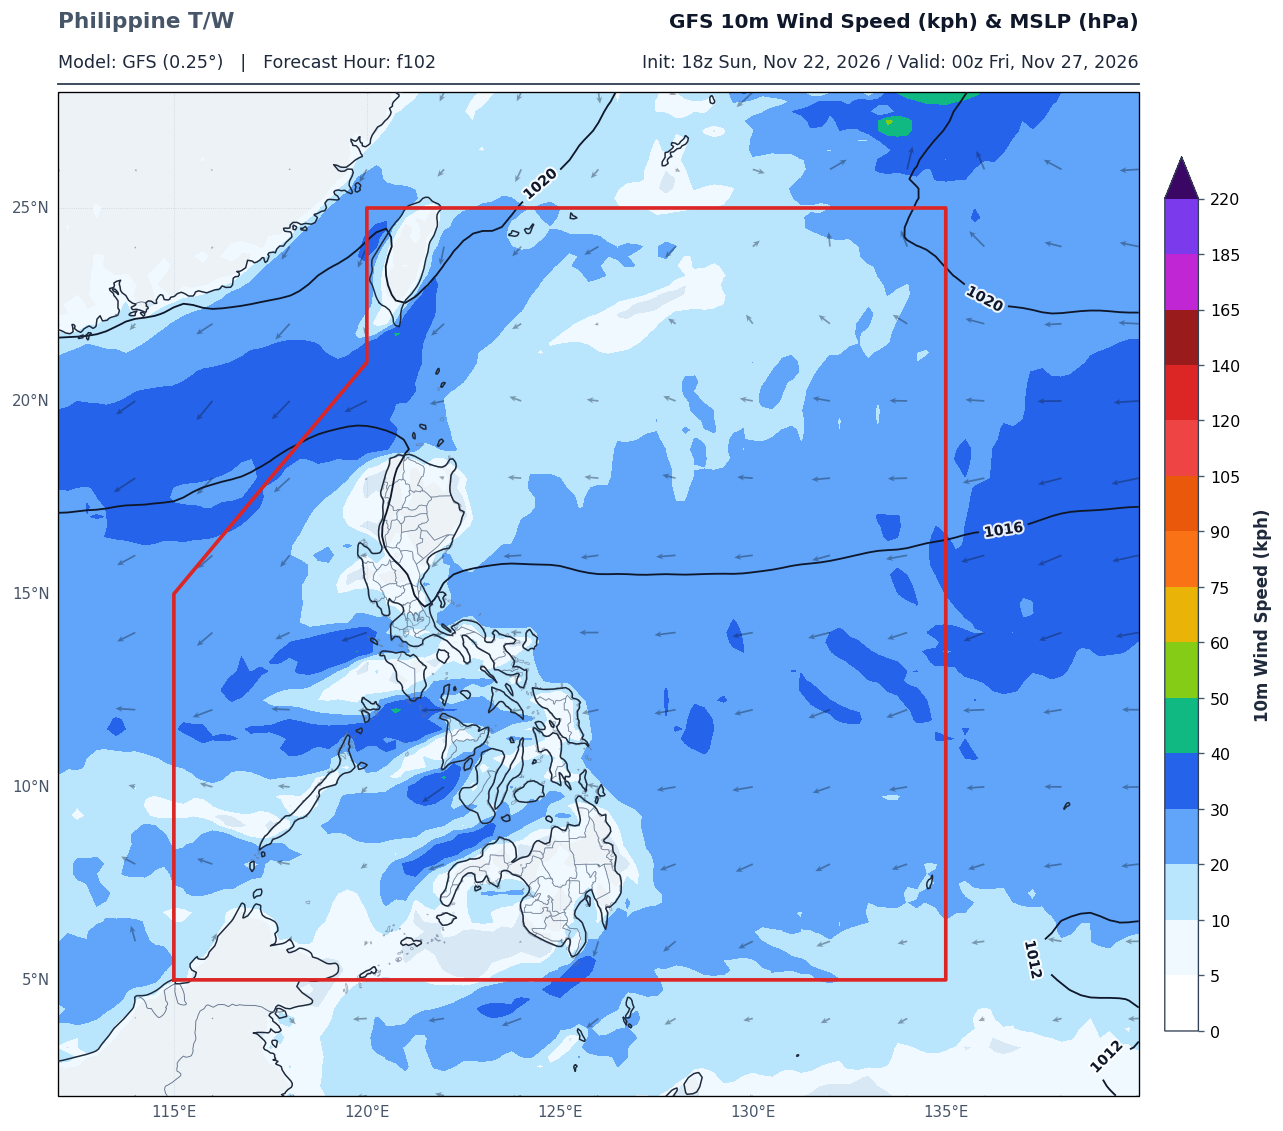 Philippine T/W
GFS 10m Wind Speed (kph) & MSLP (hPa)
Model: GFS (0.25°) | Forecast Hour: f102
Init: 18z Sun, Nov 22, 2026 / Valid: 00z Fri, Nov 27, 2026
1020
1020
1016
1012
1012
25°N
20°N
15°N
10°N
5°N
115°E
120°E
125°E
130°E
135°E
220
185
165
140
120
105
90
75
60
50
40
30
20
10
5
0
10m Wind Speed (kph)